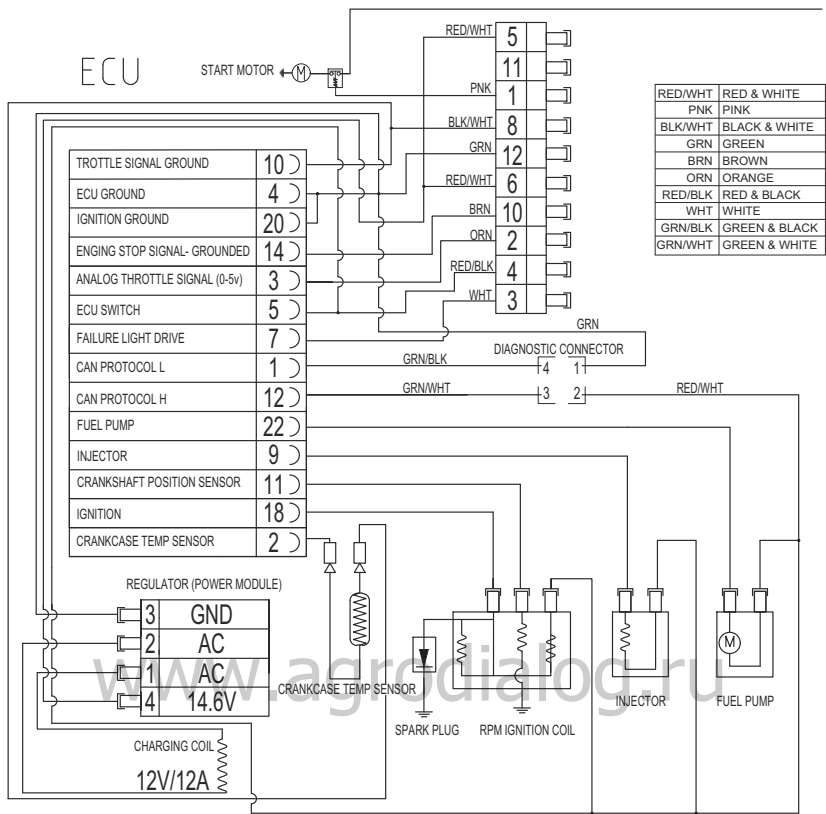 ECU
START MOTOR
M
RED/WHT 5
11
PNK 1
BLK/WHT 8
GRN 12
RED/WHT 6
BRN 10
ORN 2
RED/BLK 4
WHT 3
RED/WHT RED & WHITE
PNK PINK
BLK/WHT BLACK & WHITE
GRN GREEN
BRN BROWN
ORN ORANGE
RED/BLK RED & BLACK
WHT WHITE
GRN/BLK GREEN & BLACK
GRN/WHT GREEN & WHITE
TROTTLE SIGNAL GROUND 10
ECU GROUND 4
IGNITION GROUND 20
ENGING STOP SIGNAL- GROUNDED 14
ANALOG THROTTLE SIGNAL (0-5v) 3
ECU SWITCH 5
FAILURE LIGHT DRIVE 7
CAN PROTOCOL L 1
CAN PROTOCOL H 12
FUEL PUMP 22
INJECTOR 9
CRANKSHAFT POSITION SENSOR 11
IGNITION 18
CRANKCASE TEMP SENSOR 2
GRN
DIAGNOSTIC CONNECTOR
GRN/BLK 4 1
GRN/WHT 3 2 RED/WHT
REGULATOR (POWER MODULE)
3 GND
2 AC
1 AC
4 14.6V
CHARGING COIL
12V/12A
CRANKCASE TEMP SENSOR
SPARK PLUG
RPM IGNITION COIL
INJECTOR
M
FUEL PUMP
www.agrodialog.ru